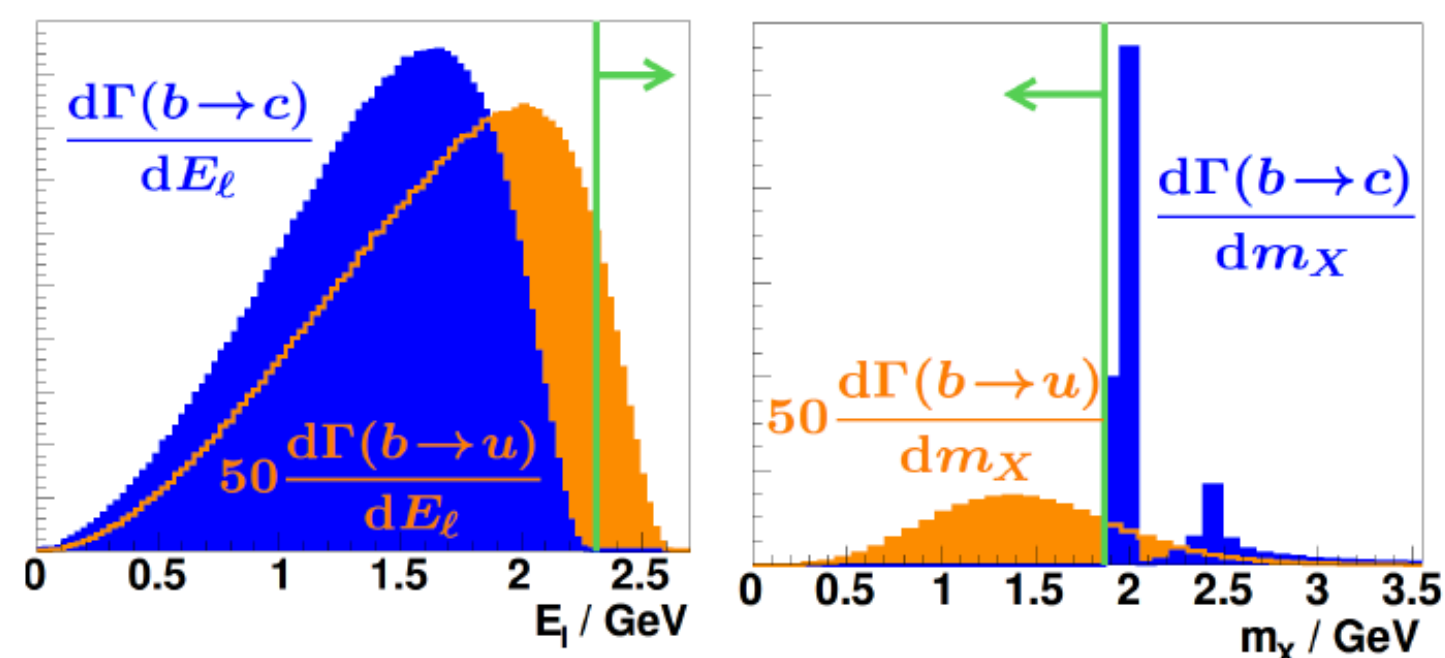 dΓ(b→c)
dE_ℓ
50 dΓ(b→u)
dE_ℓ
0 0.5 1 1.5 2 2.5
E_l / GeV
dΓ(b→c)
dm_X
50 dΓ(b→u)
dm_X
0 0.5 1 1.5 2 2.5 3 3.5
m_X / GeV